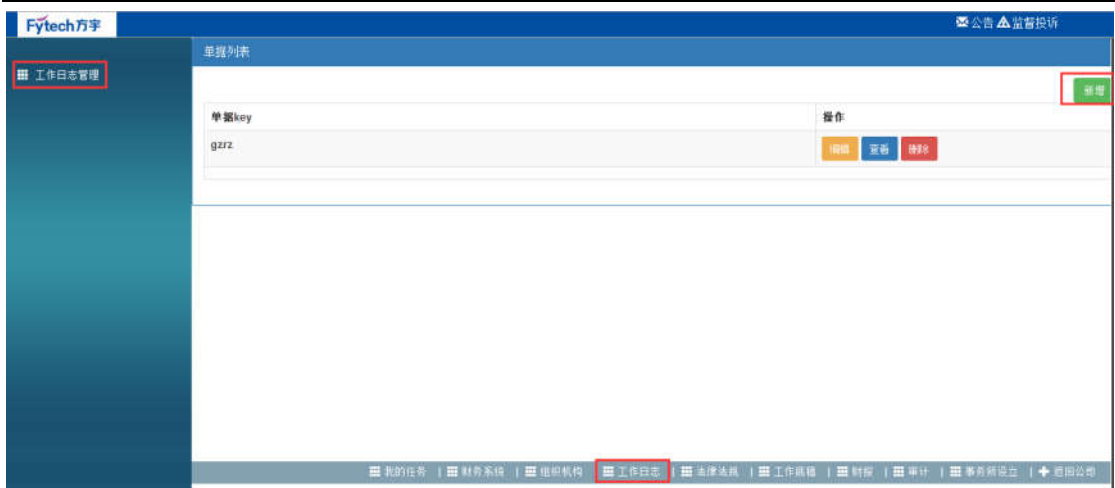 Fytech方宇
公告 监督投诉
单据列表
工作日志管理
新增
单据key 操作
gzrz 编辑 查看 删除
我的任务 | 财务系统 | 组织机构 | 工作日志 | 法律法规 | 工作底稿 | 财报 | 审计 | 事务所设立 | 返回公司